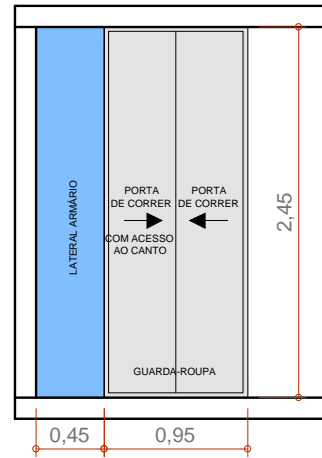 LATERAL ARMÁRIO
PORTA
DE CORRER
PORTA
DE CORRER
COM ACESSO
AO CANTO
GUARDA-ROUPA
2,45
0,45
0,95